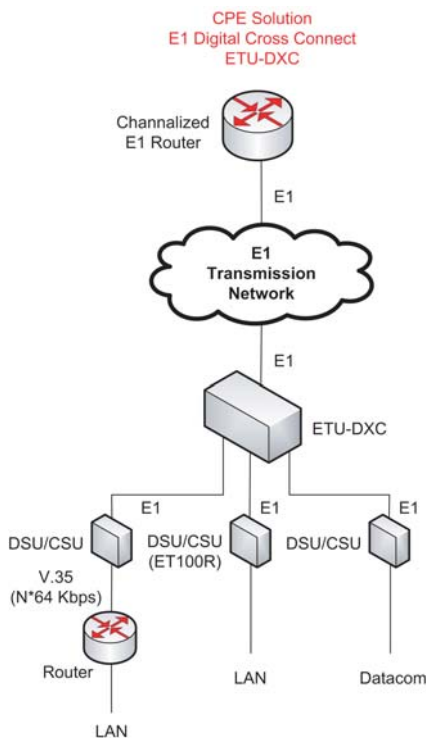 CPE Solution
E1 Digital Cross Connect
ETU-DXC
Channalized
E1 Router
E1
E1
Transmission
Network
E1
ETU-DXC
E1
E1
E1
DSU/CSU
DSU/CSU
(ET100R)
DSU/CSU
V.35
(N*64 Kbps)
Router
LAN
Datacom
LAN